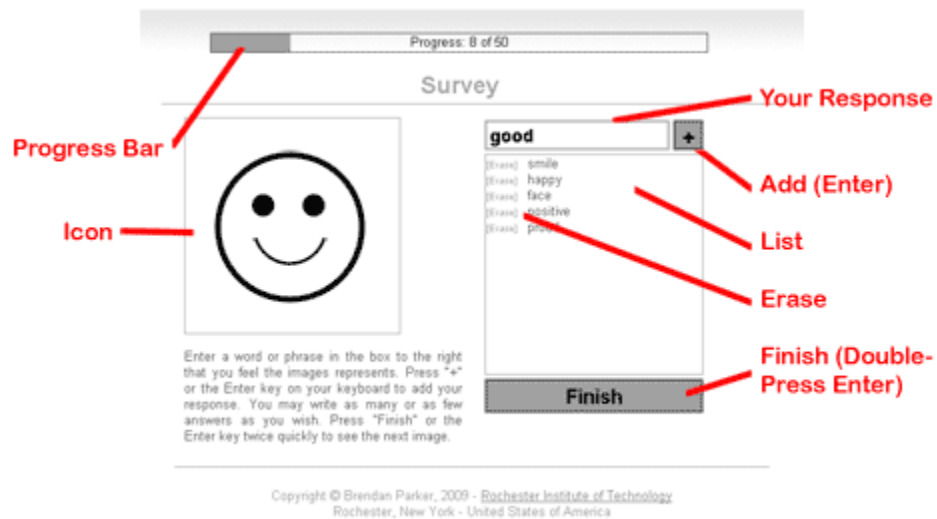 Progress: 8 of 50
Survey
Your Response
Progress Bar
good
+
[Erase] smile
[Erase] happy
[Erase] face
[Erase] positive
[Erase]
Add (Enter)
Icon
List
Erase
Enter a word or phrase in the box to the right
that you feel the images represents. Press "+"
or the Enter key on your keyboard to add your
response. You may write as many or as few
answers as you wish. Press "Finish" or the
Enter key twice quickly to see the next image.
Finish
Finish (Double-
Press Enter)
Copyright © Brendan Parker, 2009 - Rochester Institute of Technology
Rochester, New York - United States of America